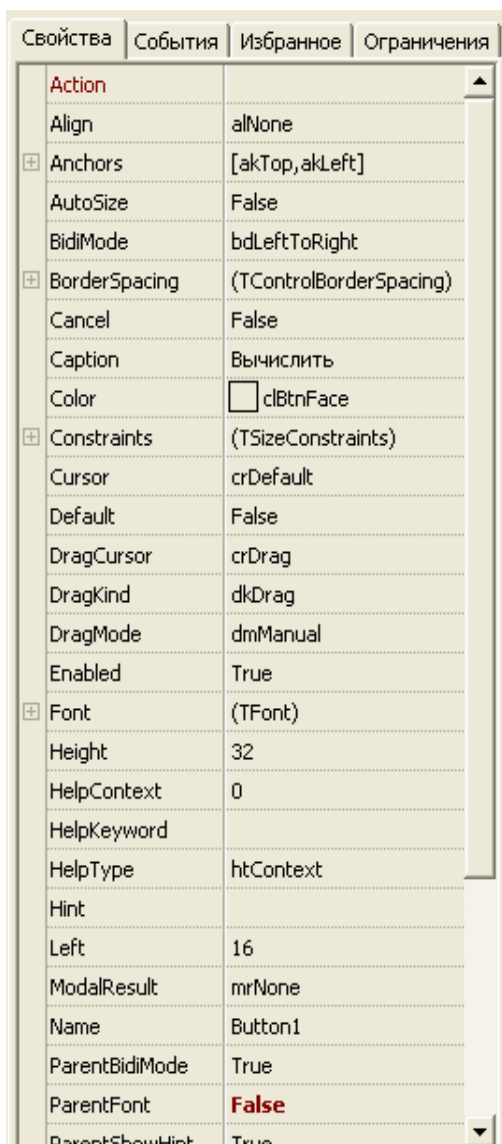 Свойства События Избранное Ограничения
Action
Align alNone
Anchors [akTop,akLeft]
AutoSize False
BidiMode bdLeftToRight
BorderSpacing (TControlBorderSpacing)
Cancel False
Caption Вычислить
Color clBtnFace
Constraints (TSizeConstraints)
Cursor crDefault
Default False
DragCursor crDrag
DragKind dkDrag
DragMode dmManual
Enabled True
Font (TFont)
Height 32
HelpContext 0
HelpKeyword
HelpType htContext
Hint
Left 16
ModalResult mrNone
Name Button1
ParentBidiMode True
ParentFont False
ParentShowHint True